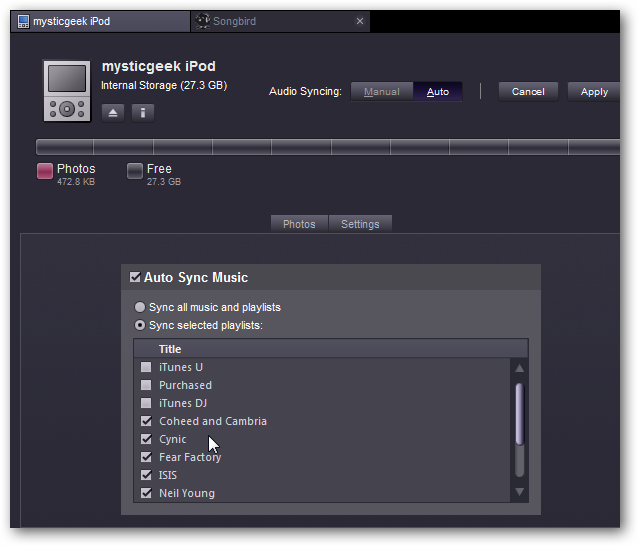 mysticgeek iPod
Songbird
mysticgeek iPod
Internal Storage (27.3 GB)
Audio Syncing: Manual Auto Cancel Apply
Photos Free
472.8 KB 27.3 GB
Photos Settings
Auto Sync Music
Sync all music and playlists
Sync selected playlists:
Title
iTunes U
Purchased
iTunes DJ
Coheed and Cambria
Cynic
Fear Factory
ISIS
Neil Young